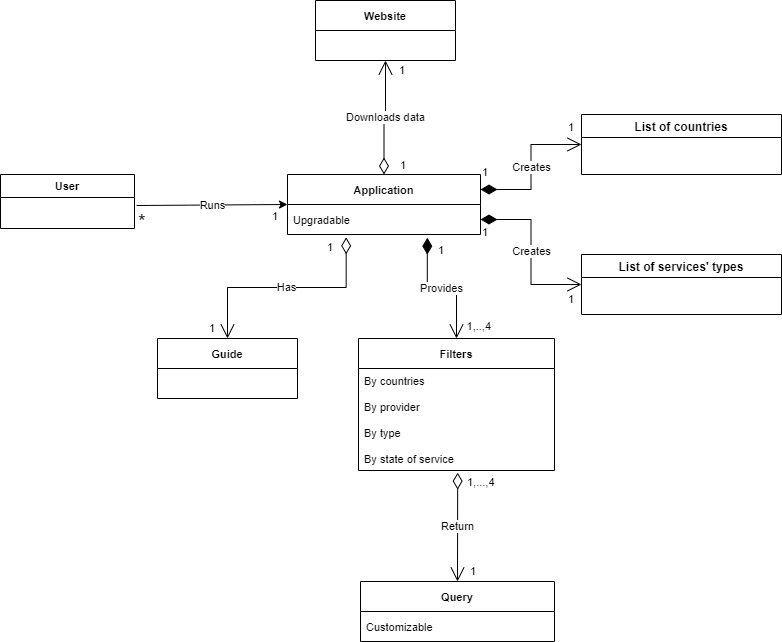 Website
1
Downloads data
1
List of countries
1
Creates
1
User
*
Runs
1
Application
Upgradable
1
Creates
List of services' types
1
1
Has
1
Guide
1
Provides
1,..,4
Filters
By countries
By provider
By type
By state of service
1,...,4
Return
1
Query
Customizable